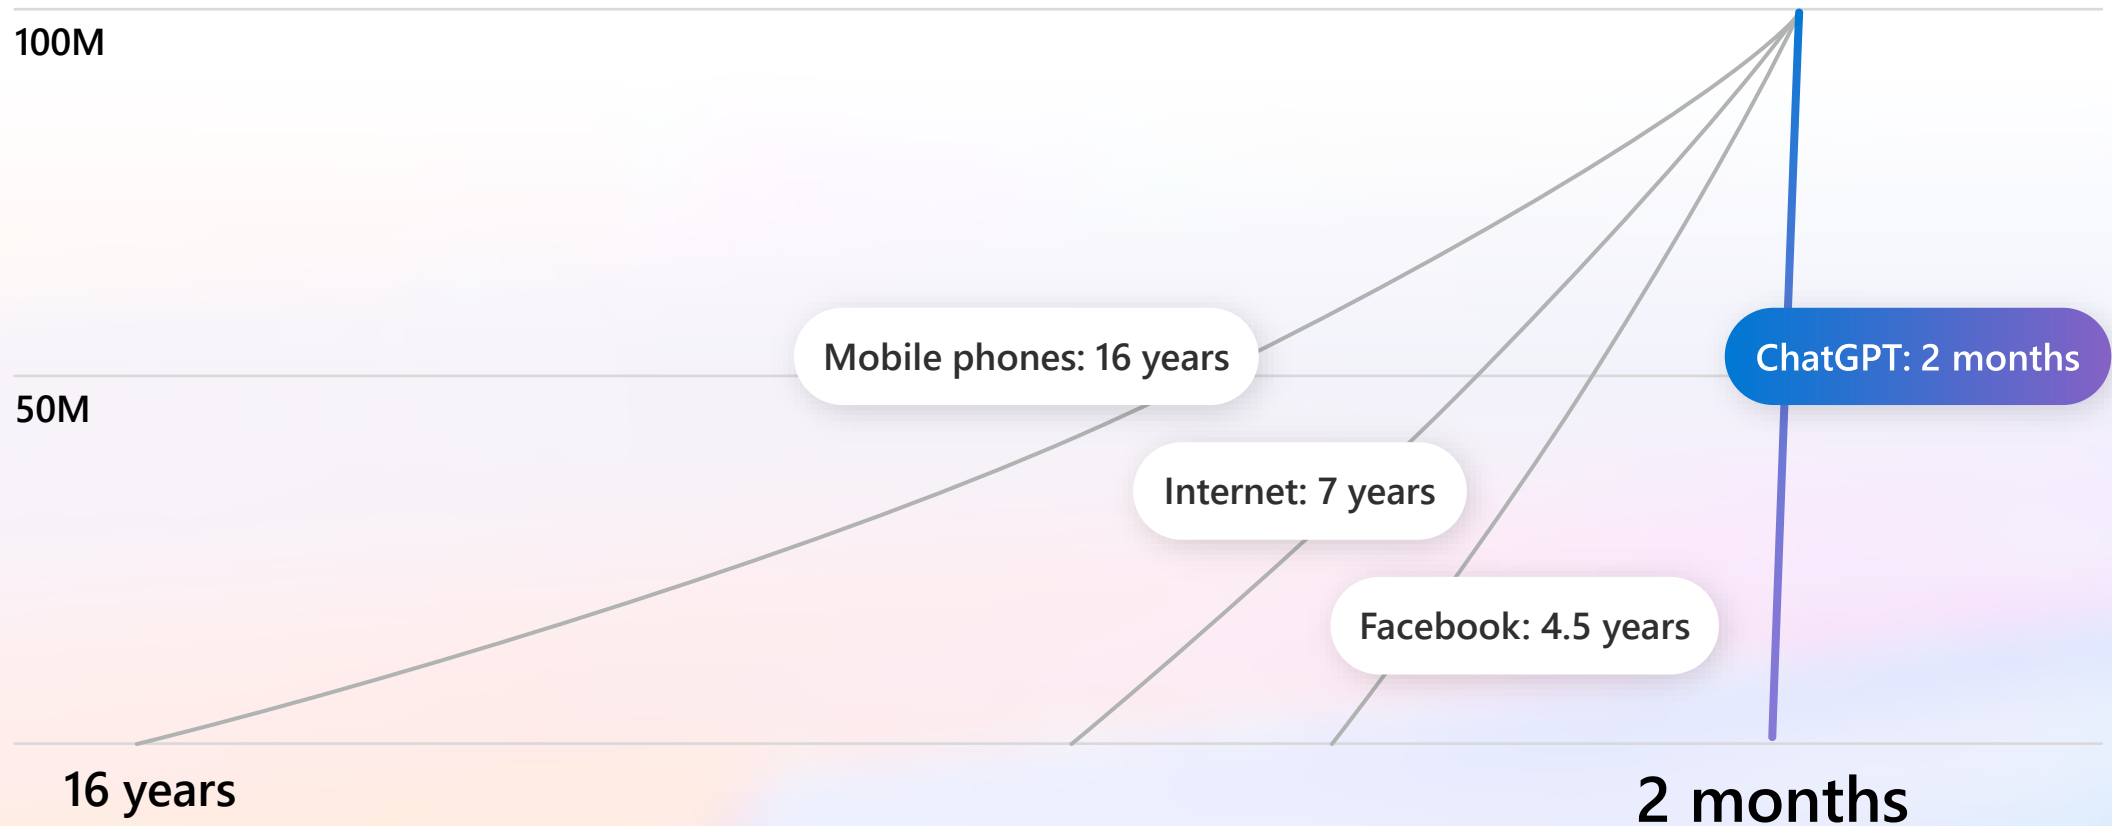 100M
Mobile phones: 16 years
ChatGPT: 2 months
50M
Internet: 7 years
Facebook: 4.5 years
16 years
2 months